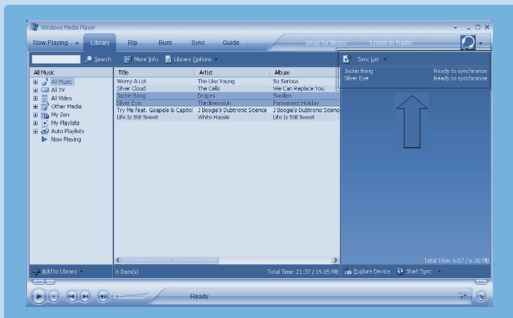 Windows Media Player
Now Playing Library Rip Burn Sync Guide Shop for Music Listen to Radio
Search More Info Library Options Sync List
All Music Title Artist Album Jackie Bang Ready to synchronize
Silver Eye Ready to synchronize
All Music Worry A Lot The Like Young So Serious
All TV Silver Cloud The Cells We Can Replace You
All Video Jackie Bang Drapes Swollen
Other Media Silver Eye Permanent Holiday
My Zen Try Me feat. Goapele & Capitol J Boogie's Dubtronic Science J Boogie's Dubtronic Scienc
My Playlists Life Is Still Sweet White Hassle Life Is Still Sweet
Auto Playlists
Now Playing
Total Time: 6:57 / 6.38 MB
Add to Library 6 Item(s) Total Time: 21:37 / 19.85 MB Explore Device Start Sync
Ready